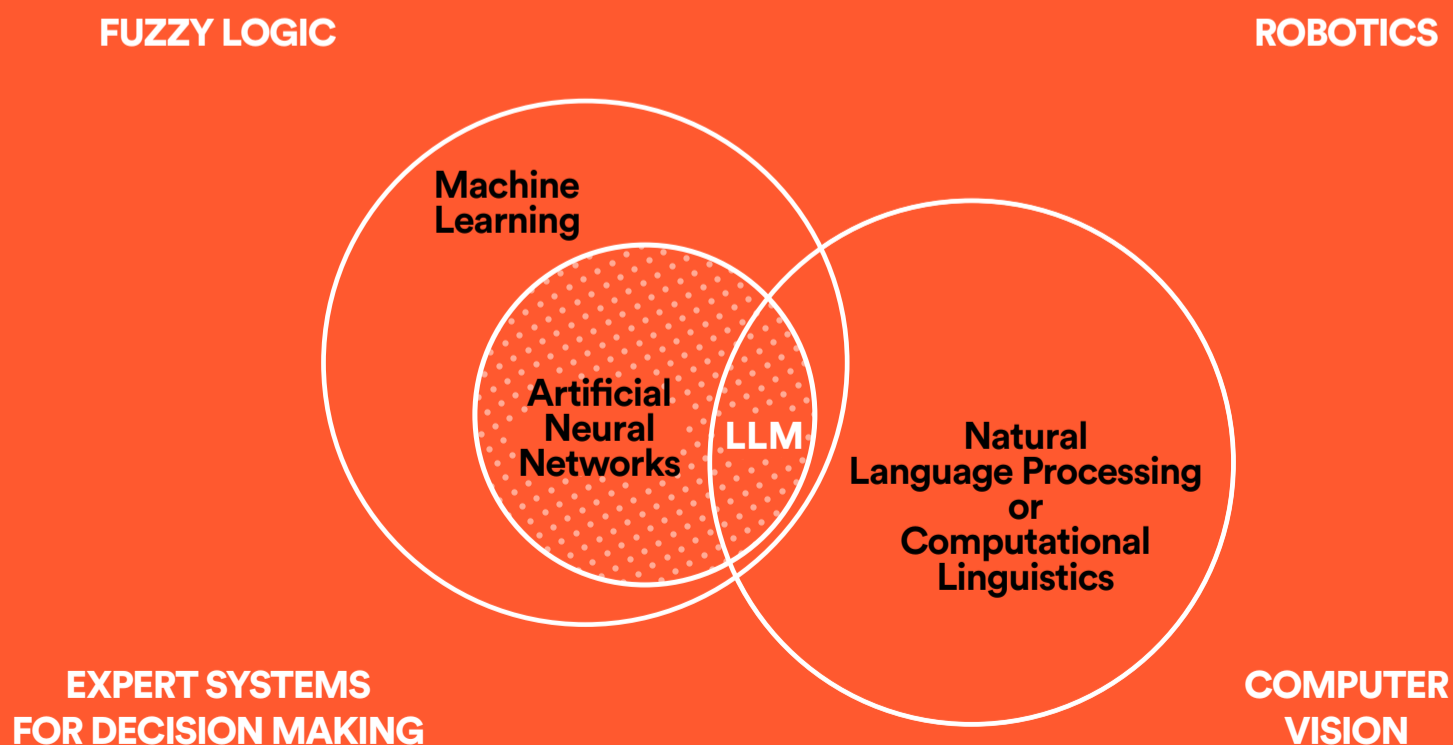 FUZZY LOGIC
ROBOTICS
Machine
Learning
Artificial
Neural
Networks
LLM
Natural
Language Processing
or
Computational
Linguistics
EXPERT SYSTEMS
FOR DECISION MAKING
COMPUTER
VISION